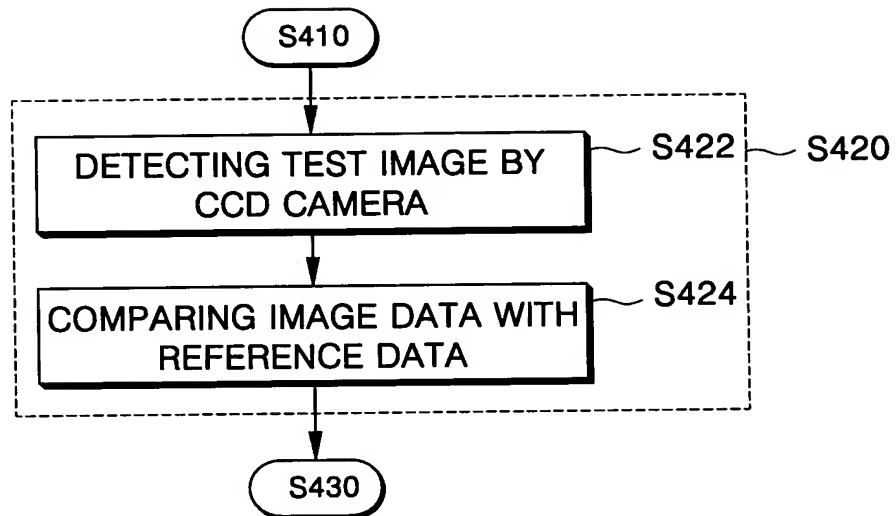 S410
DETECTING TEST IMAGE BY
CCD CAMERA
S422
S420
COMPARING IMAGE DATA WITH
REFERENCE DATA
S424
S430